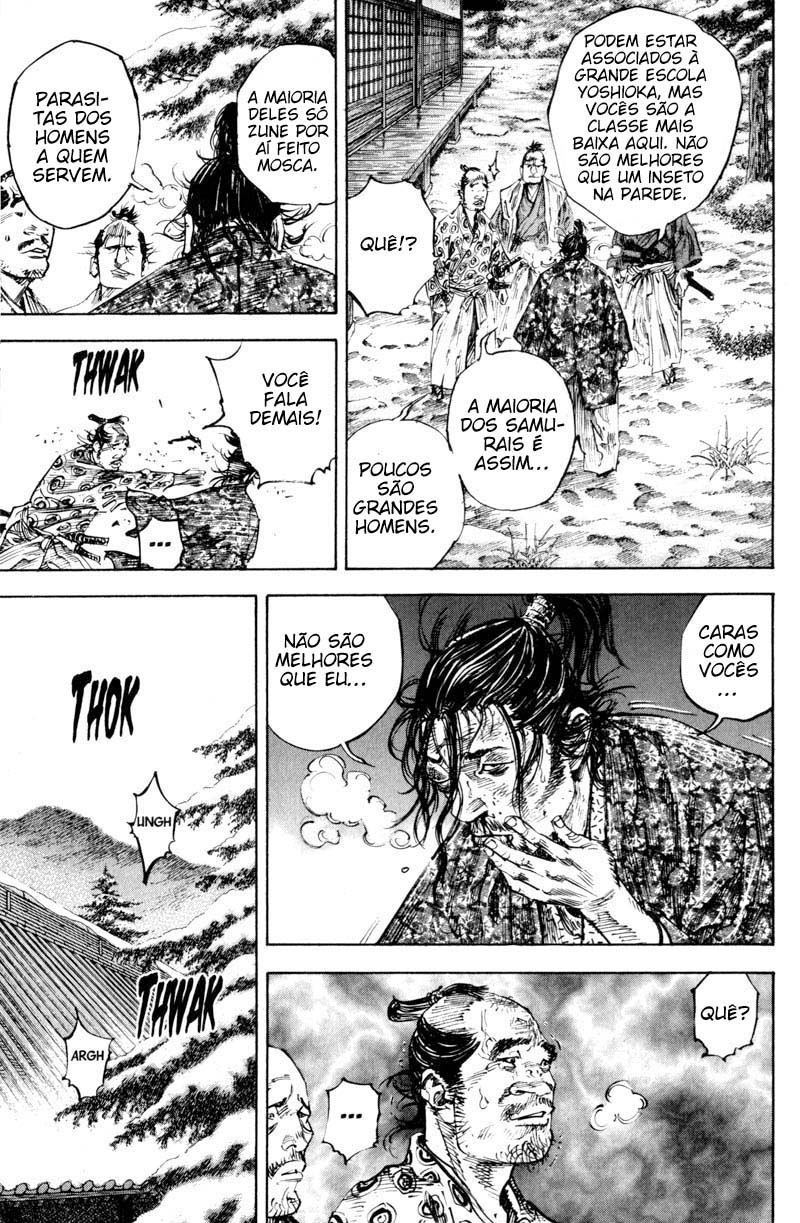 PODEM ESTAR
ASSOCIADOS À
GRANDE ESCOLA
YOSHIOKA, MAS
VOCÊS SÃO A
CLASSE MAIS
BAIXA AQUI. NÃO
SÃO MELHORES
QUE UM INSETO
NA PAREDE.
QUÊ!?
A MAIORIA
DOS SAMU-
RAIS É
ASSIM...
POUCOS
SÃO
GRANDES
HOMENS.
A MAIORIA
DELES SÓ
ZUNE POR
AÍ FEITO
MOSCA.
PARASI-
TAS DOS
HOMENS
A QUEM
SERVEM.
VOCÊ
FALA
DEMAIS!
THWAK
...
CARAS
COMO
VOCÊS
...
NÃO SÃO
MELHORES
QUE EU...
QUÊ?
...
THOK
UNGH
THWAK
ARGH